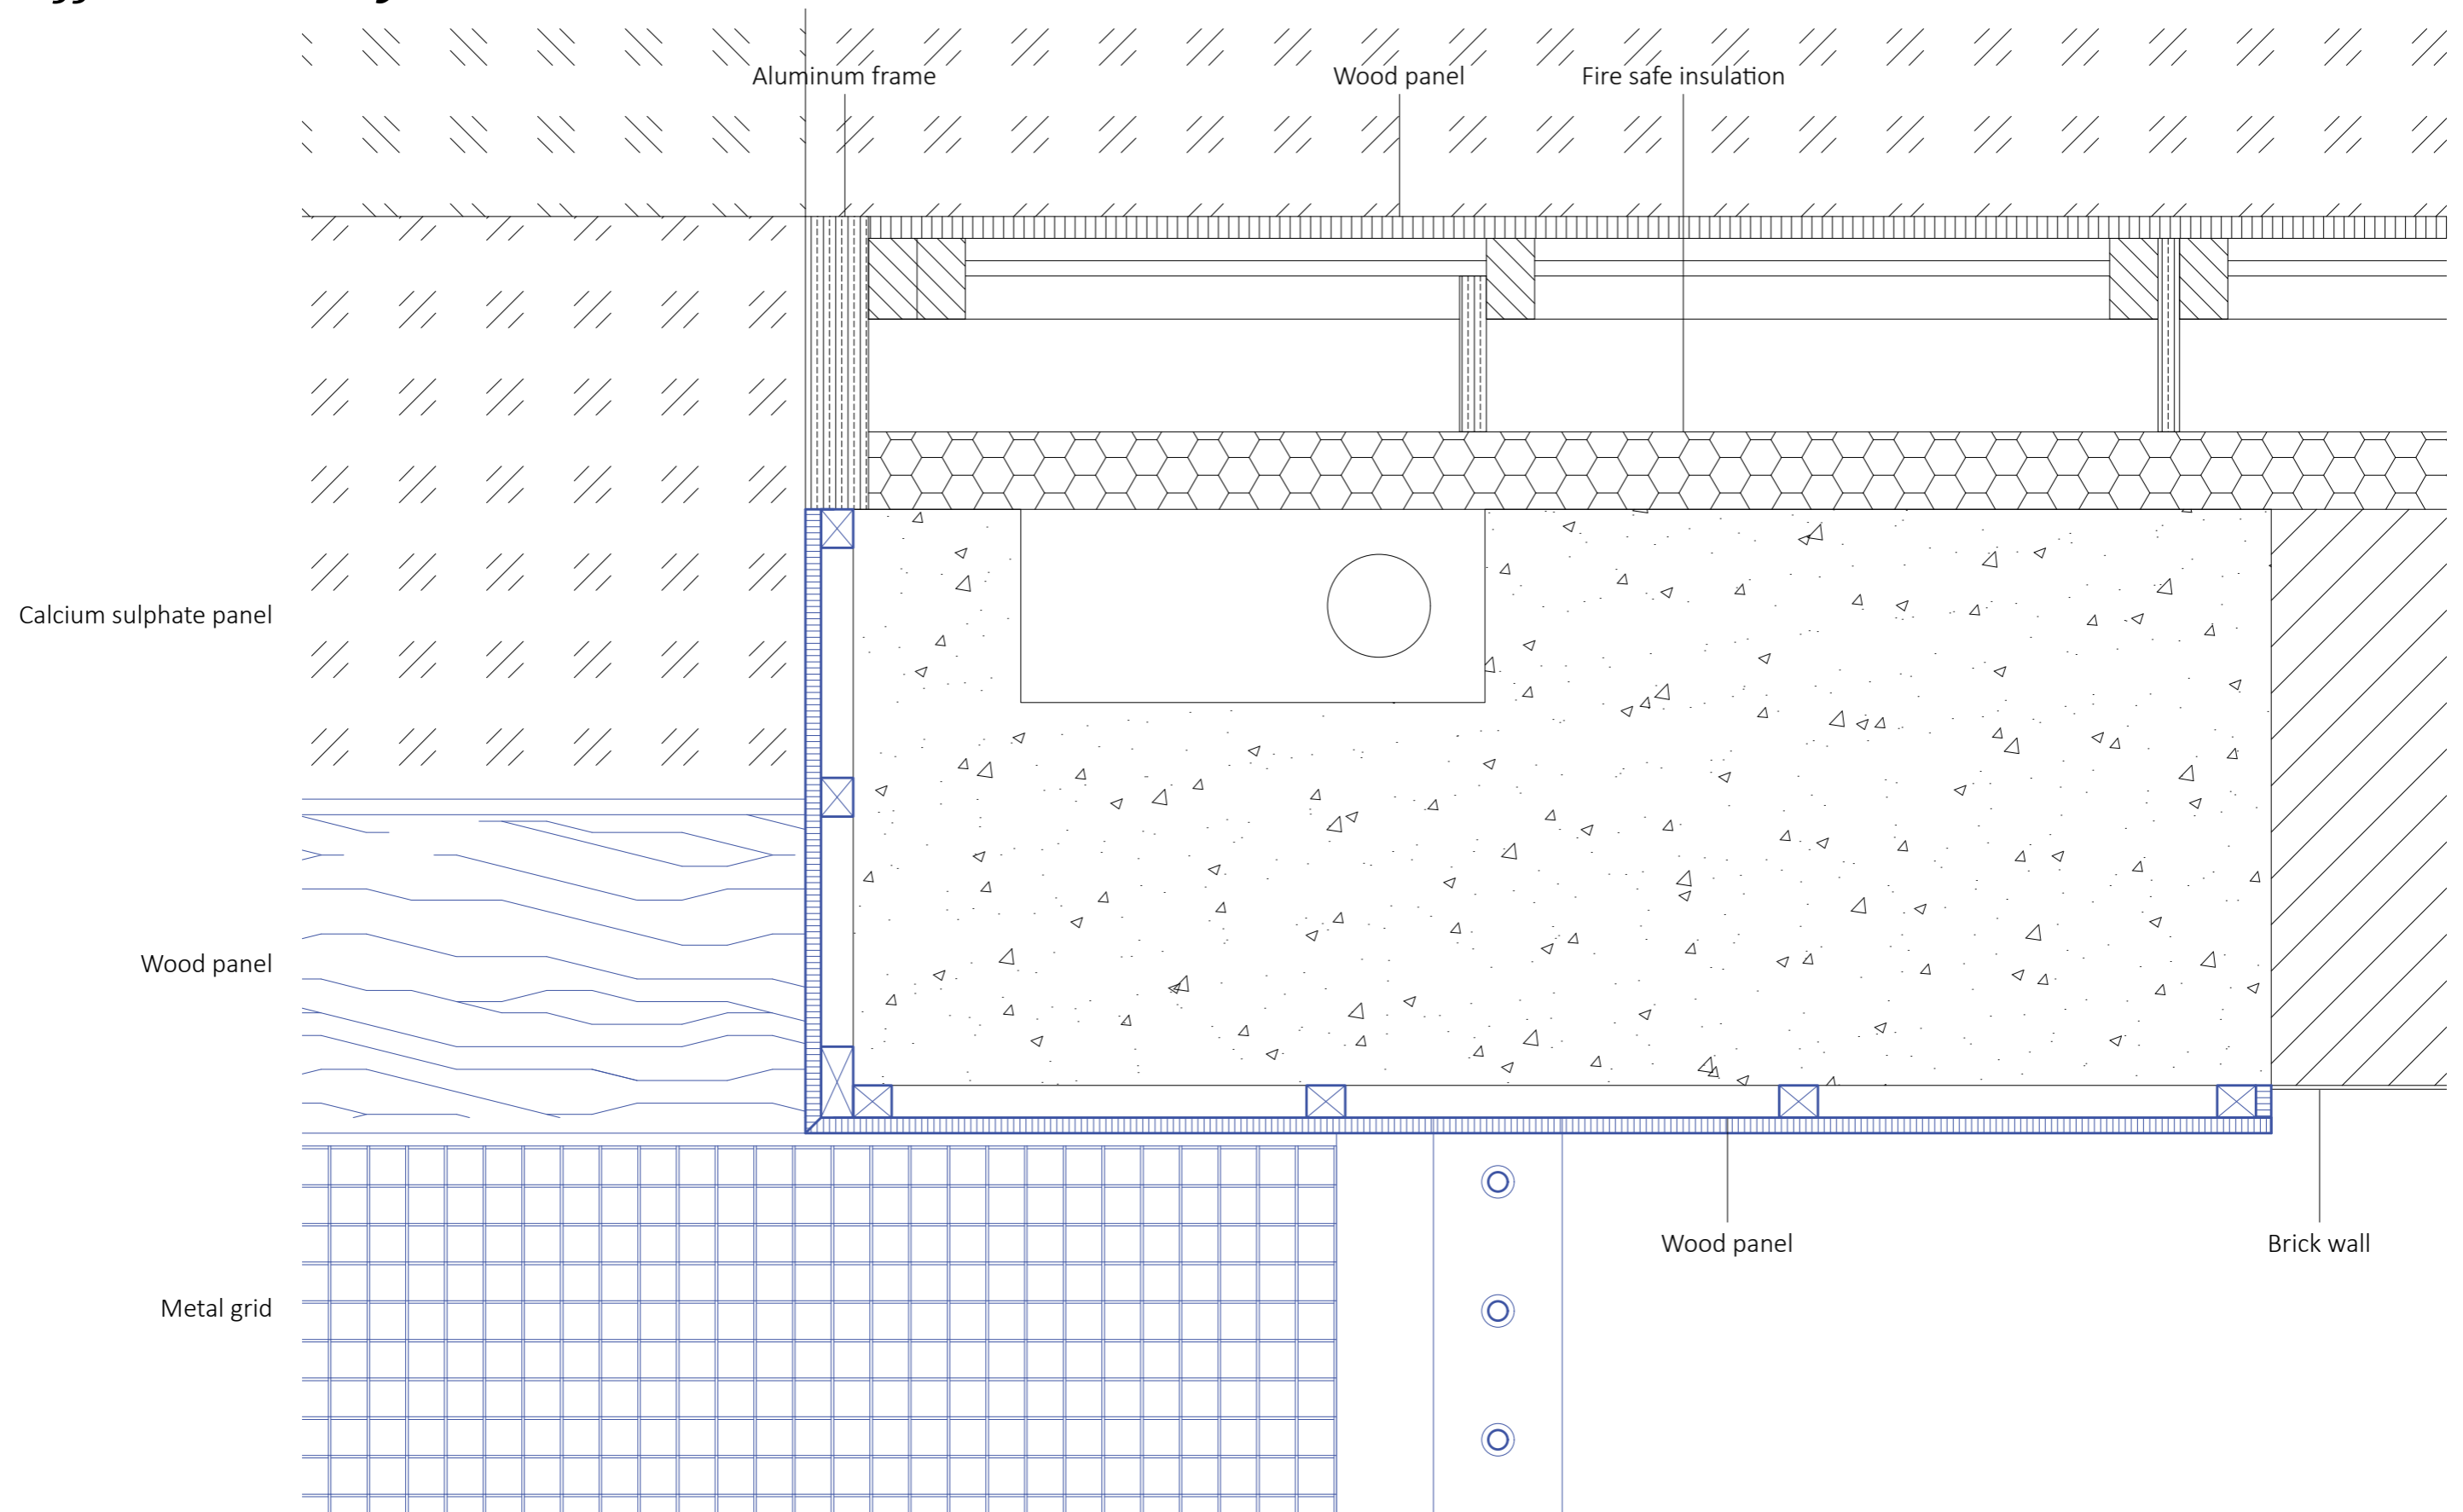 Aluminum frame
Wood panel
Fire safe insulation
Calcium sulphate panel
Wood panel
Metal grid
Wood panel
Brick wall